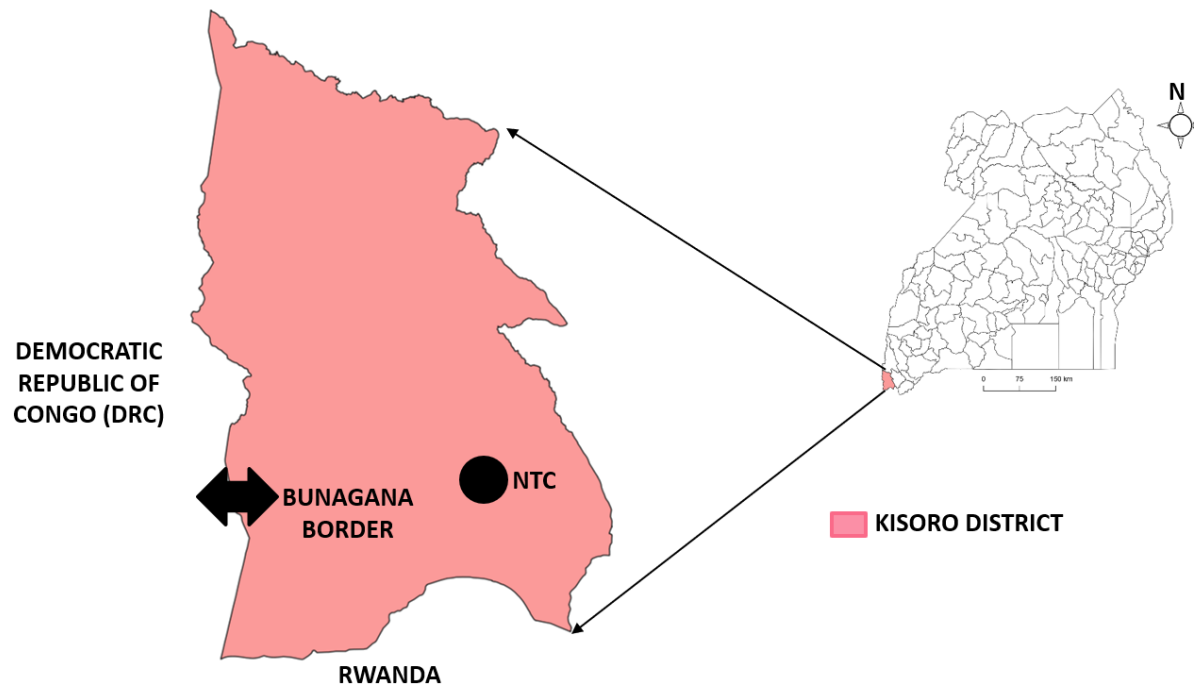 DEMOCRATIC
REPUBLIC OF
CONGO (DRC)
BUNAGANA
BORDER
NTC
RWANDA
N
0 75 150 km
KISORO DISTRICT